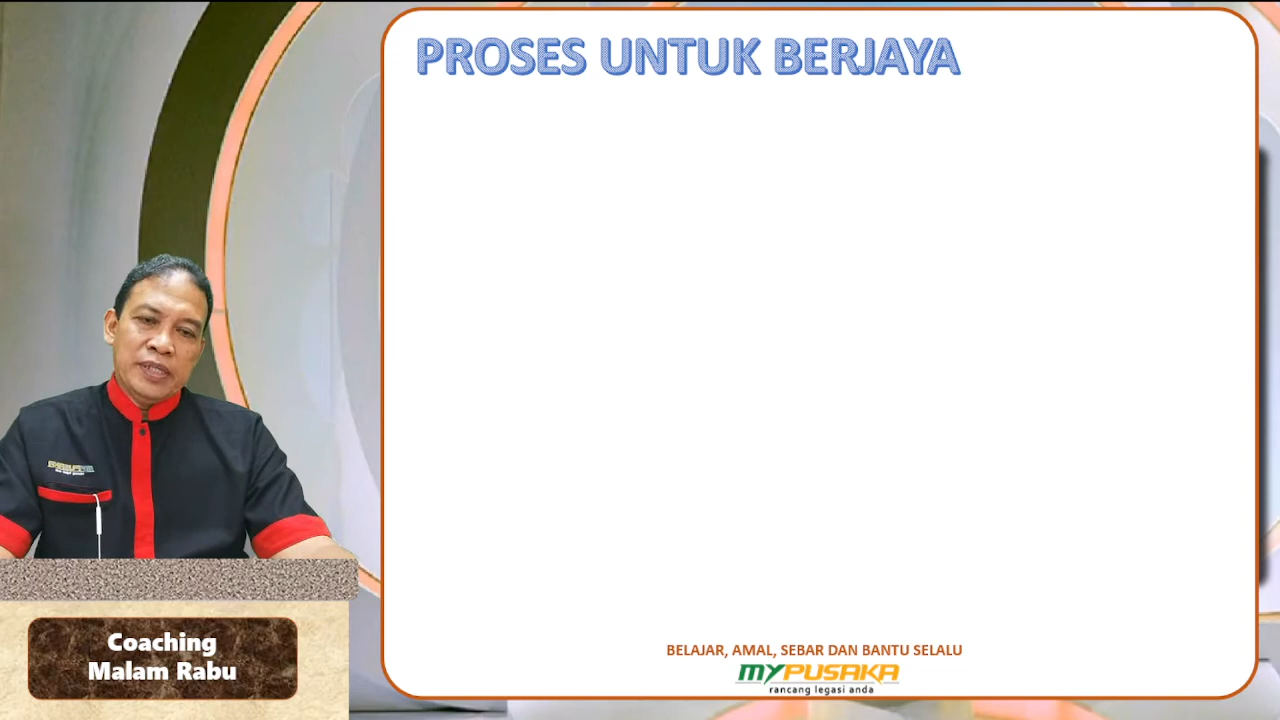 PROSES UNTUK BERJAYA
Coaching
Malam Rabu
BELAJAR, AMAL, SEBAR DAN BANTU SELALU
MYPUSAKA
rancang legasi anda